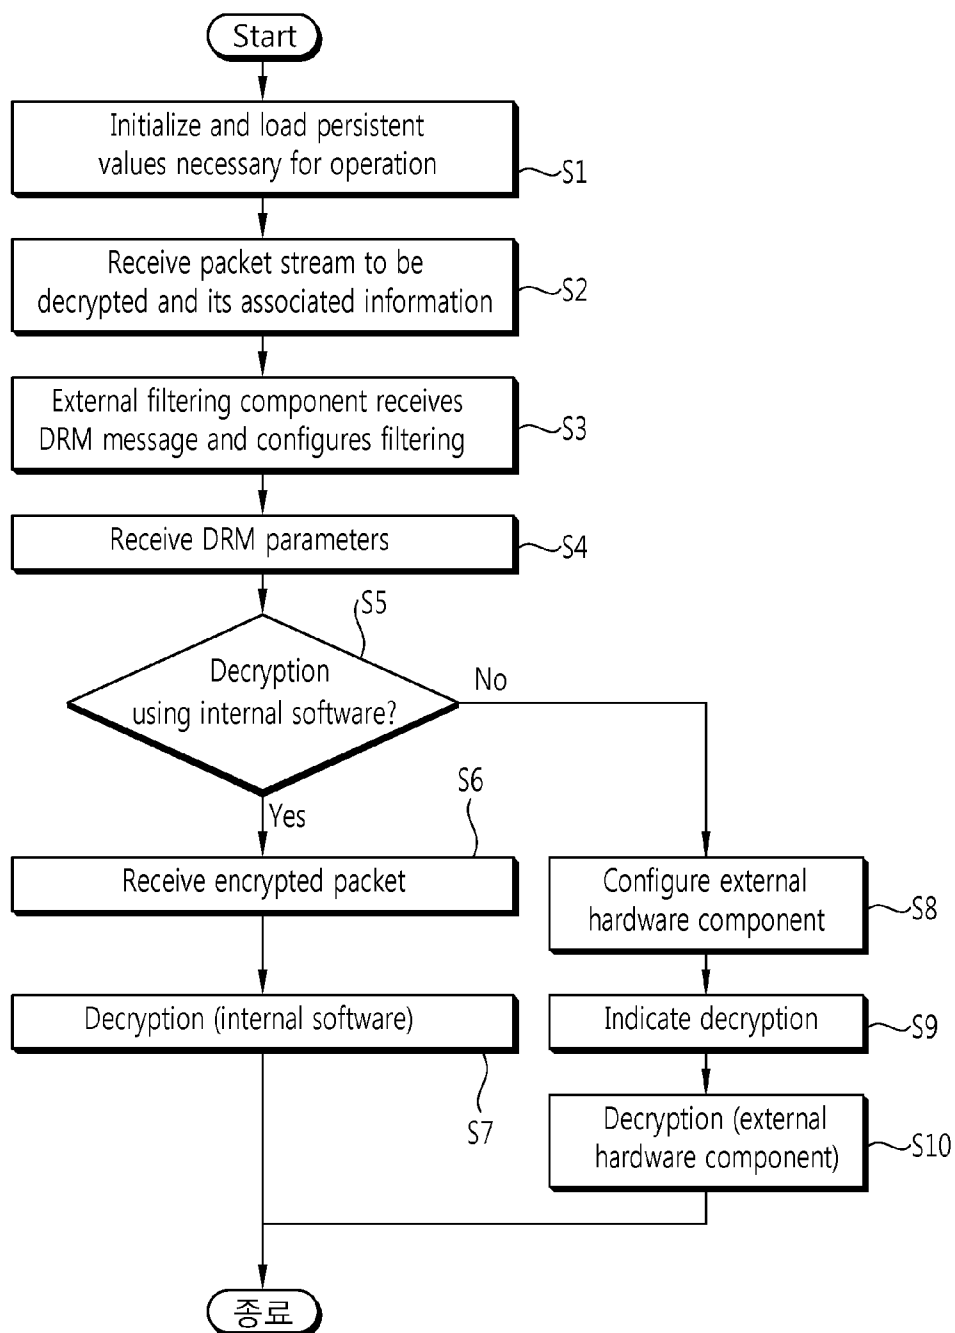 Start
Initialize and load persistent
values necessary for operation
S1
Receive packet stream to be
decrypted and its associated information
S2
External filtering component receives
DRM message and configures filtering
S3
Receive DRM parameters
S4
S5
Decryption
using internal software?
No
Yes
S6
Receive encrypted packet
Configure external
hardware component
S8
Decryption (internal software)
S7
Indicate decryption
S9
Decryption (external
hardware component)
S10
종료